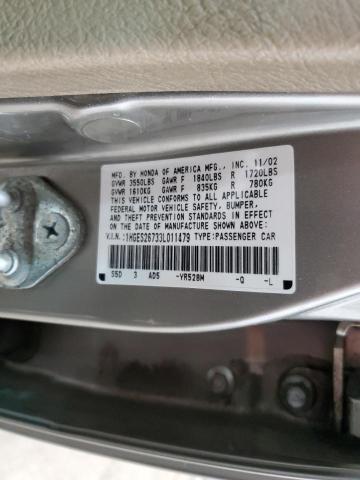 MFD. BY HONDA OF AMERICA MFG., INC. 11/02
GVWR 3550LBS GAWR F 1840LBS R 1720LBS
GVWR 1610KG GAWR F 835KG R 780KG
THIS VEHICLE CONFORMS TO ALL APPLICABLE
FEDERAL MOTOR VEHICLE SAFETY, BUMPER,
AND THEFT PREVENTION STANDARDS IN EFFECT
ON THE DATE OF MANUFACTURE SHOWN ABOVE.
V.I.N.:1HGES26733L011479 TYPE:PASSENGER CAR
S5D 3 AD5 -YR528M -Q -L